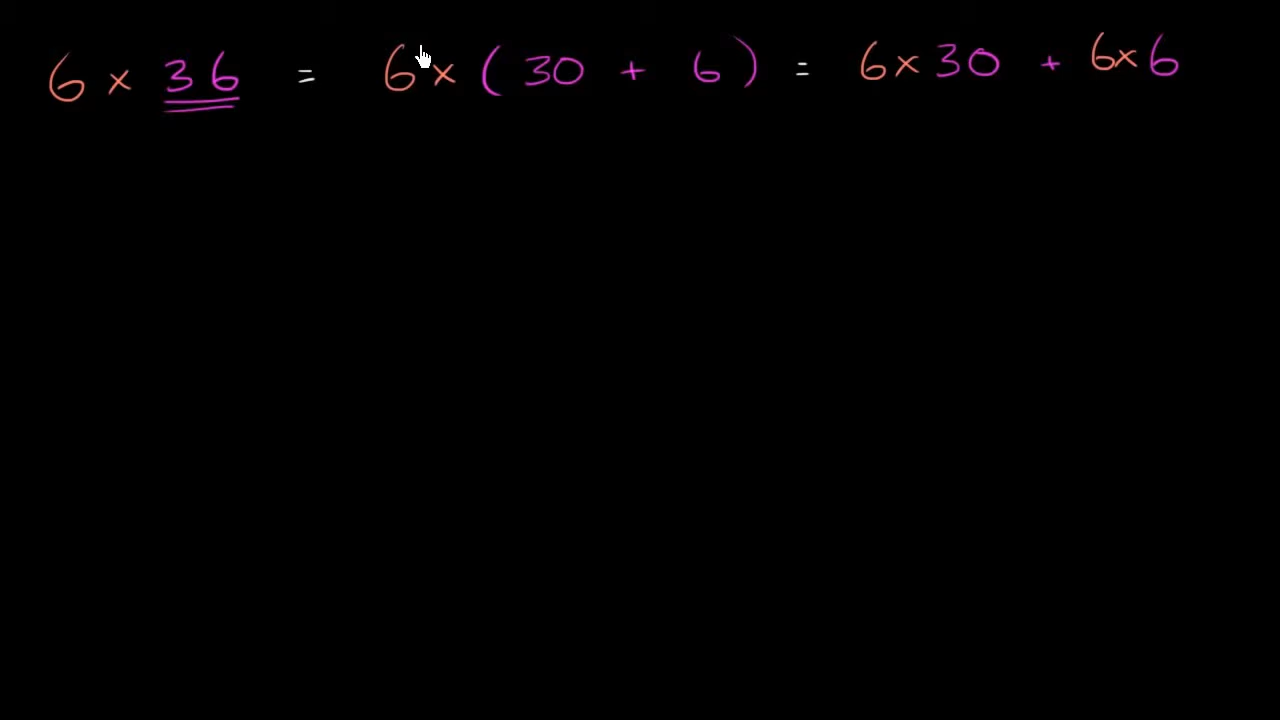 6 × 36 = 6 × ( 30 + 6 ) = 6 × 30 + 6 × 6